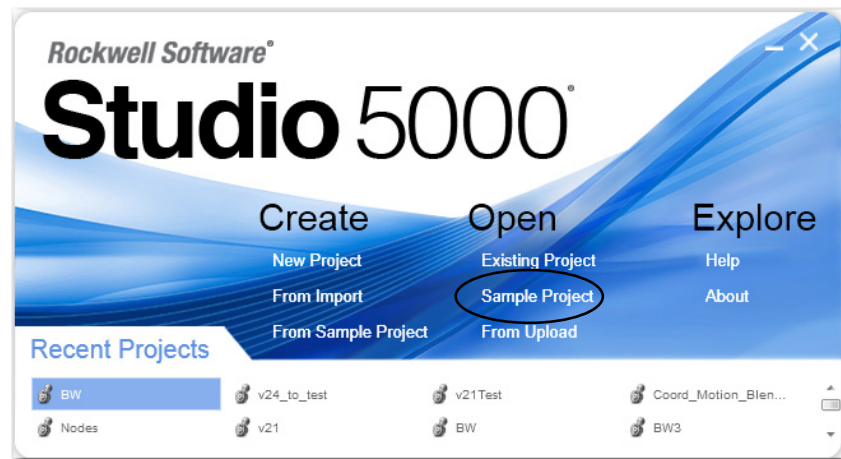 Rockwell Software®
Studio 5000®
Create Open Explore
New Project Existing Project Help
From Import Sample Project About
From Sample Project From Upload
Recent Projects
BW v24_to_test v21Test Coord_Motion_Blen...
Nodes v21 BW BW3